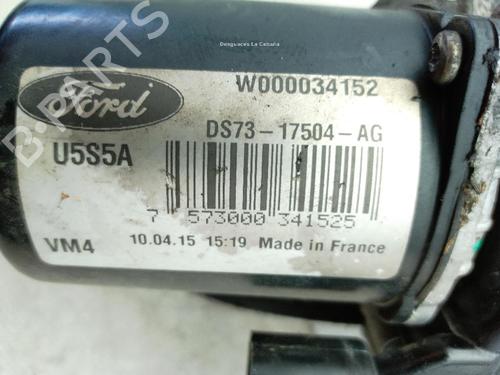 Desguaces La Cabaña
B-PARTS
Ford
W000034152
DS73-17504-AG
U5S5A
7 573000 341525
VM4 10.04.15 15:19 Made in France